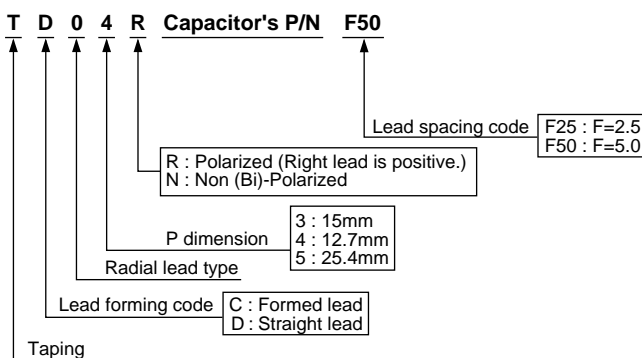 T D 0 4 R Capacitor's P/N F50
Lead spacing code
F25 : F=2.5
F50 : F=5.0
R : Polarized (Right lead is positive.)
N : Non (Bi)-Polarized
P dimension
3 : 15mm
4 : 12.7mm
5 : 25.4mm
Radial lead type
Lead forming code
C : Formed lead
D : Straight lead
Taping